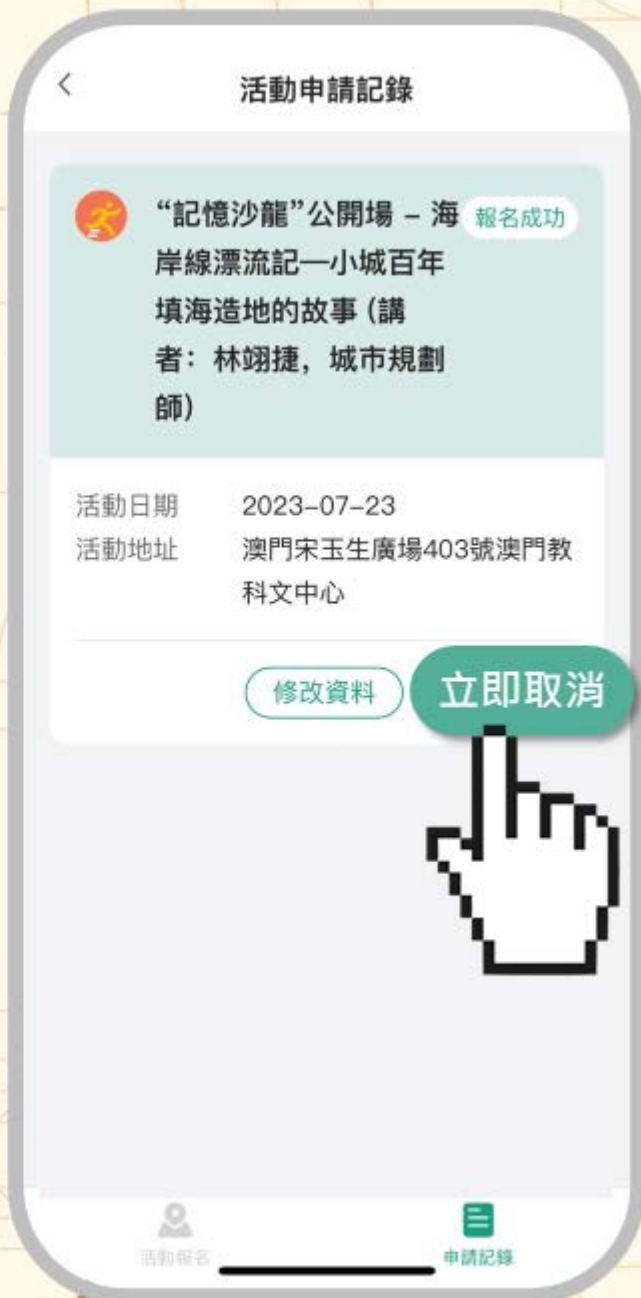 活動申請記錄
“記憶沙龍”公開場 – 海
報名成功
岸線漂流記—小城百年
填海造地的故事 (講
者：林翊捷，城市規劃
師)
活動日期 2023–07–23
活動地址 澳門宋玉生廣場403號澳門教
科文中心
修改資料
立即取消
活動報名
申請記錄